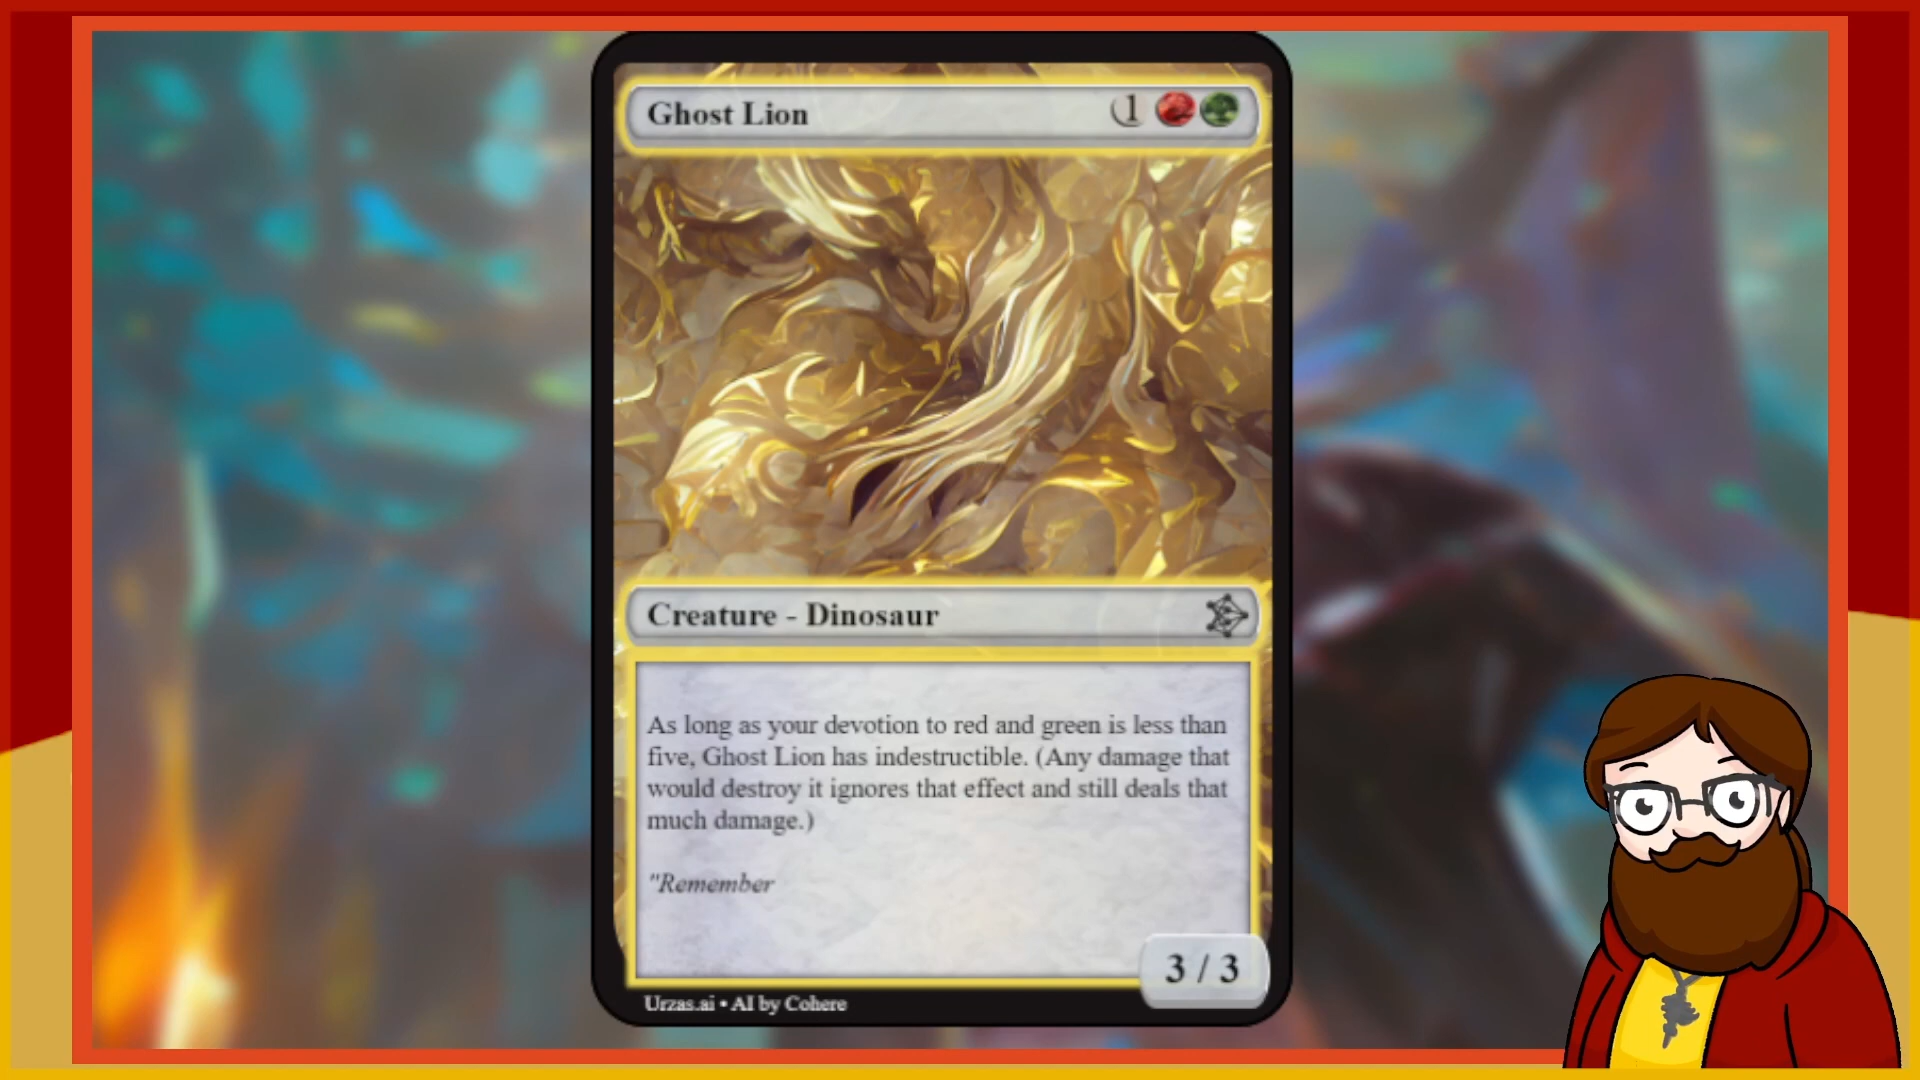 Ghost Lion 1
Creature - Dinosaur
As long as your devotion to red and green is less than
five, Ghost Lion has indestructible. (Any damage that
would destroy it ignores that effect and still deals that
much damage.)
"Remember
3 / 3
Urzas.ai • AI by Cohere